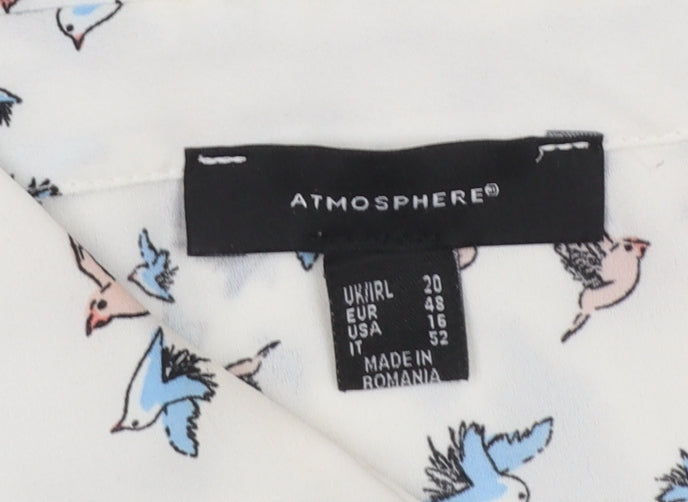 ATMOSPHERE®
UK/IRL 20
EUR 48
USA 16
IT 52
MADE IN
ROMANIA